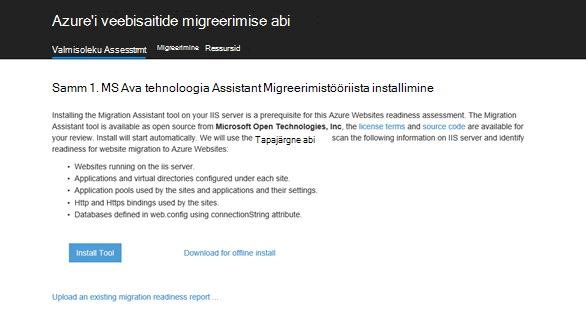 Azure'i veebisaitide migreerimise abi
Valmisoleku Assesstmt Migreerimine Ressursid
Samm 1. MS Ava tehnoloogia Assistant Migreerimistööriista installimine
Installing the Migration Assistant tool on your IIS server is a prerequisite for this Azure Websites readiness assessment. The Migration
Assistant tool is available as open source from Microsoft Open Technologies, Inc, the license terms and source code are available for
your review. Install will start automatically. We will use the Tapajärgne abi scan the following information on IIS server and identify
readiness for website migration to Azure Websites:
• Websites running on the iis server.
• Applications and virtual directories configured under each site.
• Application pools used by the sites and applications and their settings.
• Http and Https bindings used by the sites.
• Databases defined in web.config using connectionString attribute.
Install Tool Download for offline install
Upload an existing migration readiness report ...